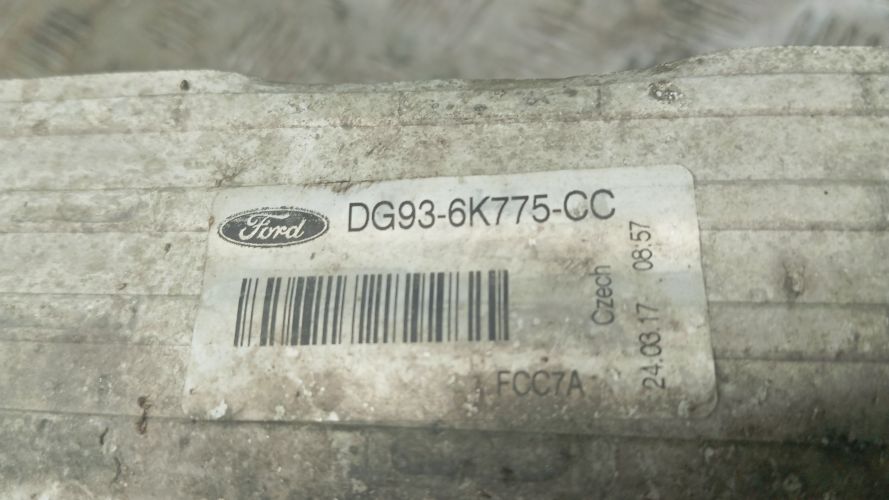 Ford DG93-6K775-CC
Czech
24.03.17 08:57
FCC7A